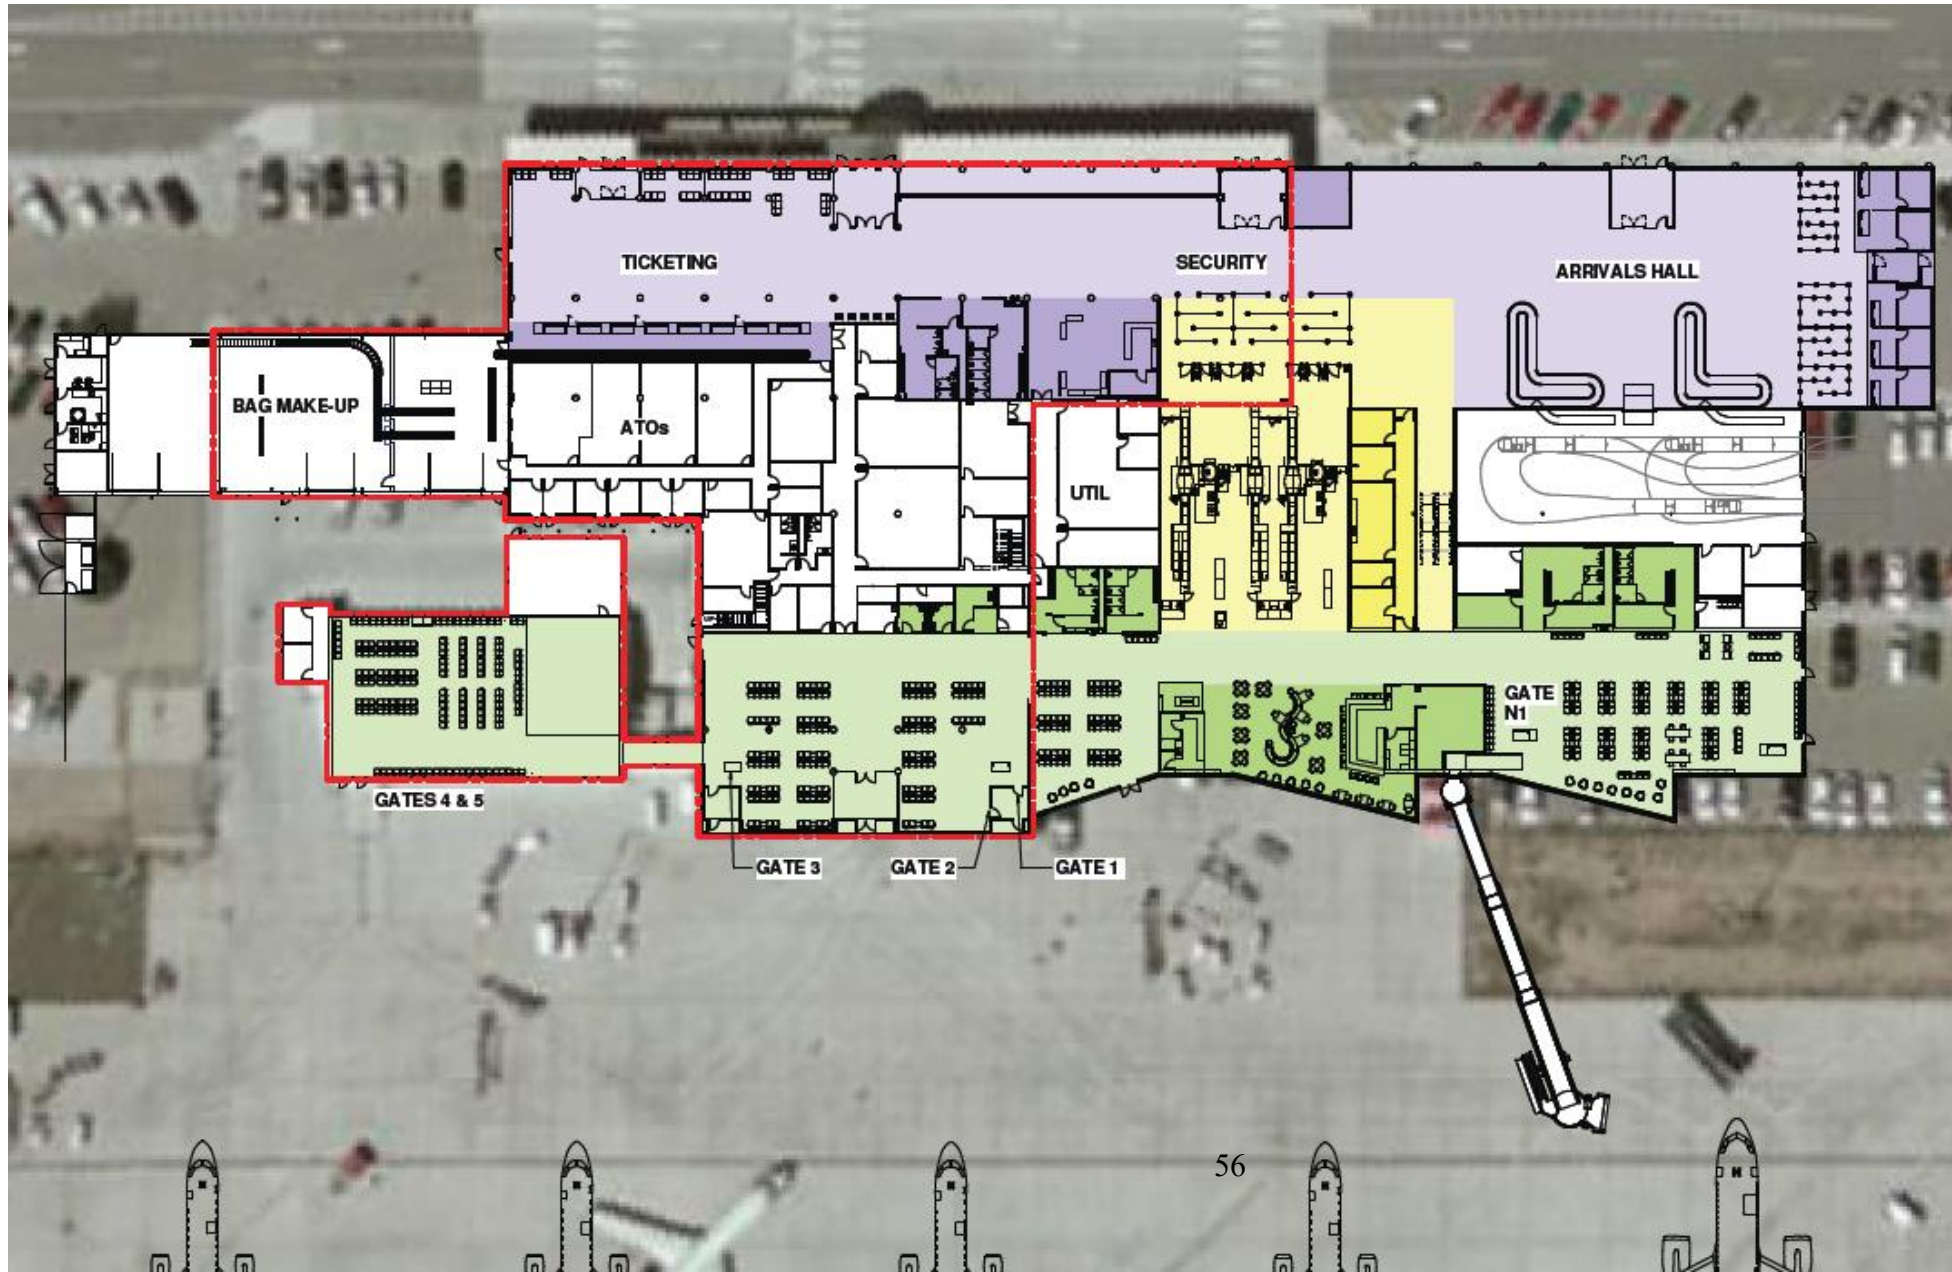 TICKETING
SECURITY
ARRIVALS HALL
BAG MAKE-UP
ATOs
UTIL
GATE
N1
GATES 4 & 5
GATE 3
GATE 2
GATE 1
56